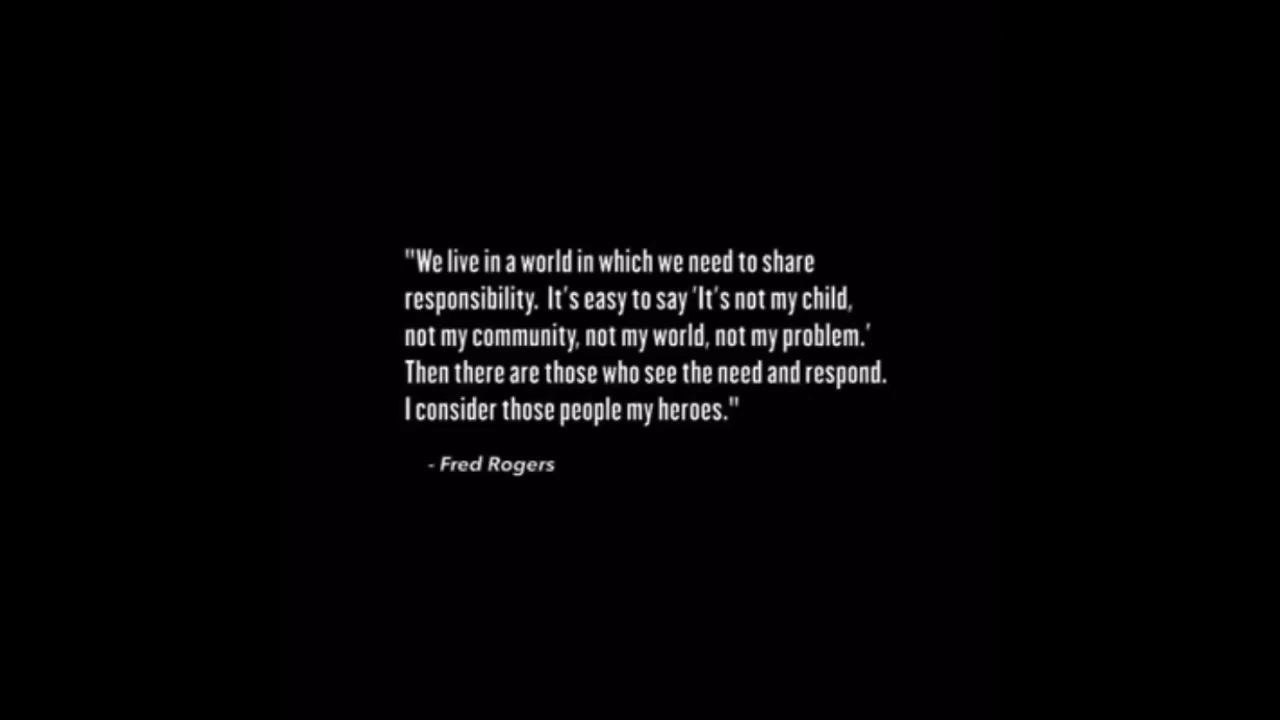 "We live in a world in which we need to share
responsibility. It's easy to say 'It's not my child,
not my community, not my world, not my problem.'
Then there are those who see the need and respond.
I consider those people my heroes."
- Fred Rogers